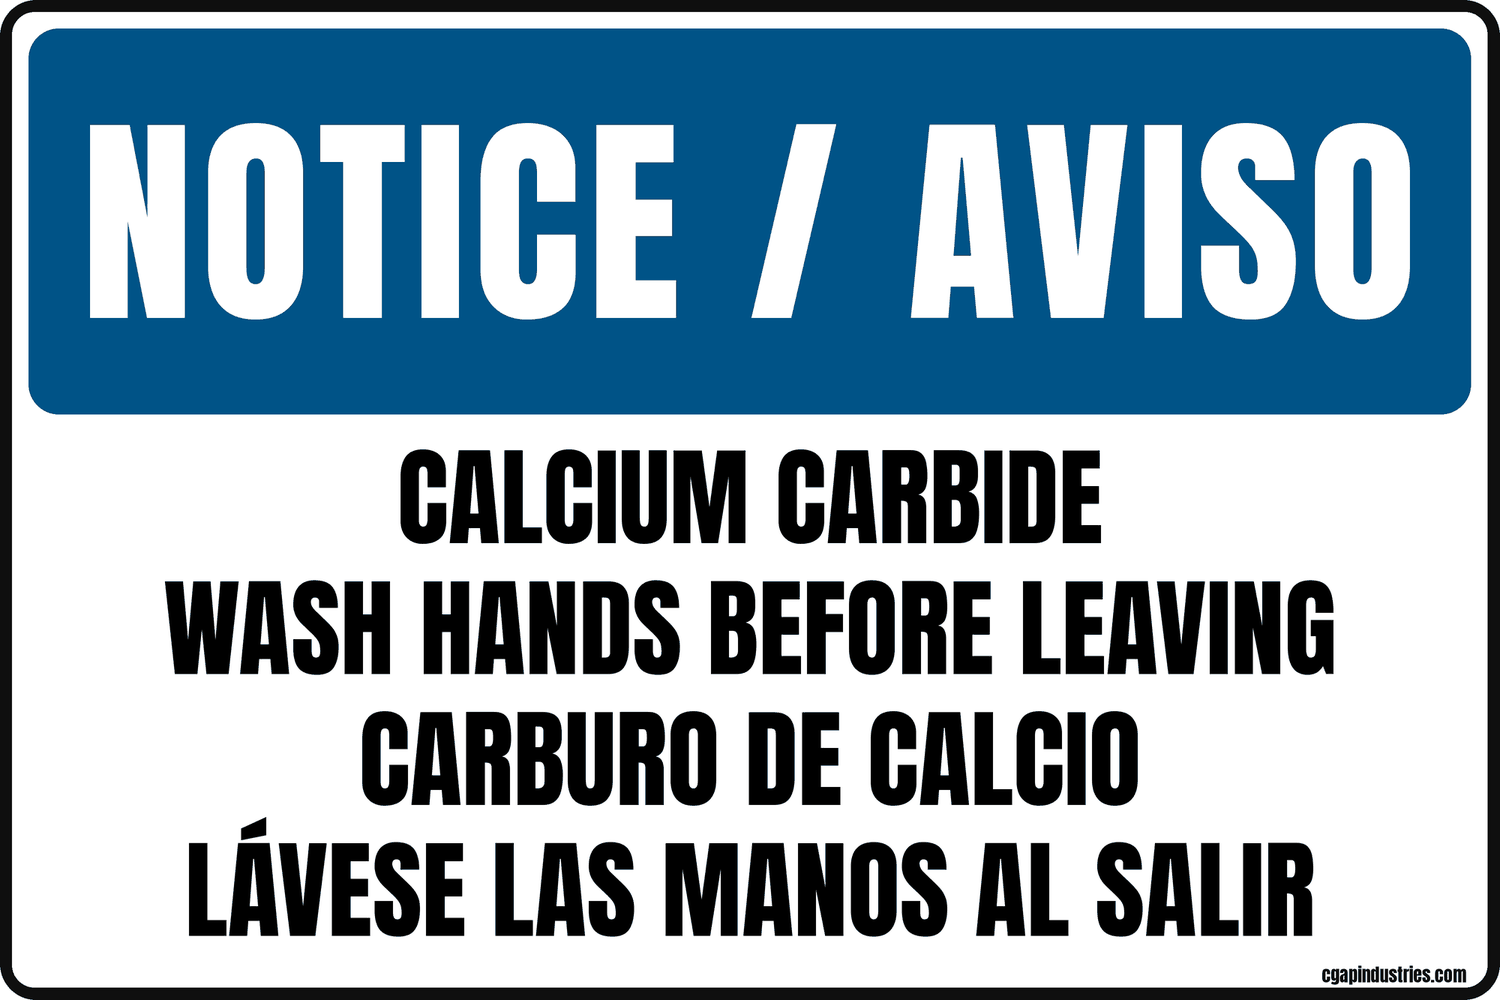 NOTICE / AVISO
CALCIUM CARBIDE
WASH HANDS BEFORE LEAVING
CARBURO DE CALCIO
LÁVESE LAS MANOS AL SALIR
cgapindustries.com